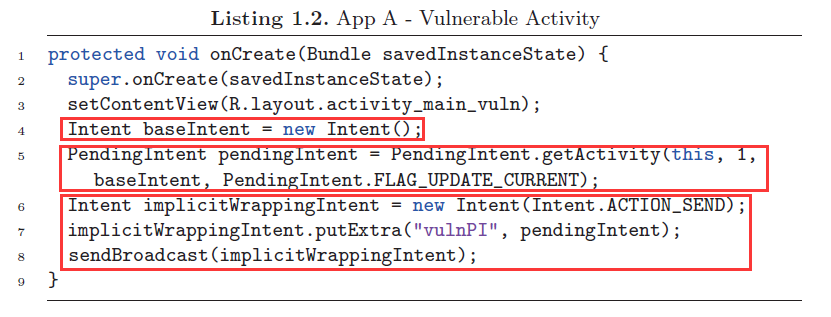 Listing 1.2. App A - Vulnerable Activity
1 protected void onCreate(Bundle savedInstanceState) {
2 super.onCreate(savedInstanceState);
3 setContentView(R.layout.activity_main_vuln);
4 Intent baseIntent = new Intent();
5 PendingIntent pendingIntent = PendingIntent.getActivity(this, 1,
baseIntent, PendingIntent.FLAG_UPDATE_CURRENT);
6 Intent implicitWrappingIntent = new Intent(Intent.ACTION_SEND);
7 implicitWrappingIntent.putExtra("vulnPI", pendingIntent);
8 sendBroadcast(implicitWrappingIntent);
9 }